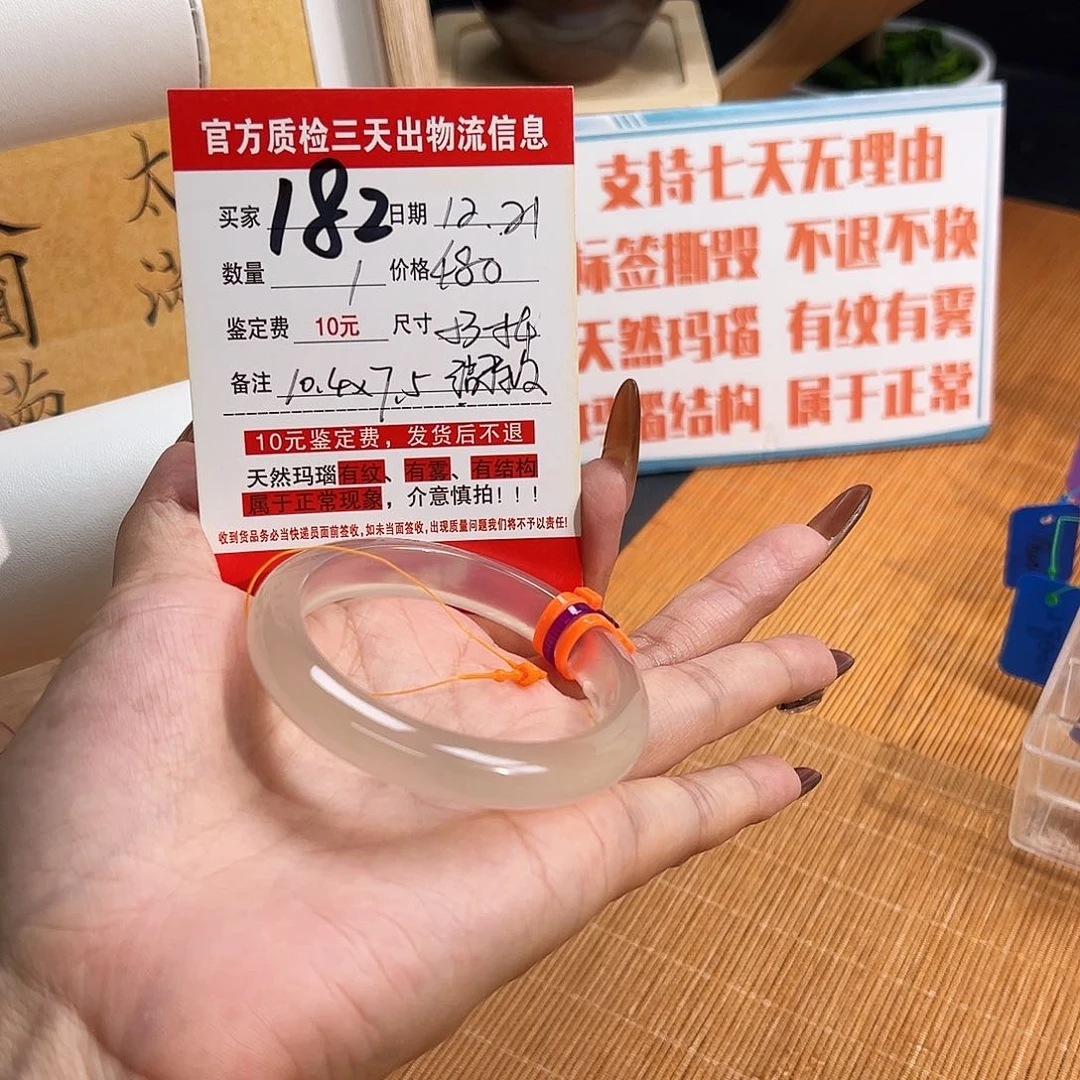 官方质检三天出物流信息
买家 182 日期 12.21
数量 1 价格 480
鉴定费 10元 尺寸 53-54
备注 10.4x7.5
10元鉴定费，发货后不退
天然玛瑙有纹、有雾、有结构
属于正常现象，介意慎拍！！！
收到货品务必当快递员面前签收，如未当面签收，出现质量问题我们将不予以责任！
支持七天无理由
标签撕毁 不退不换
天然玛瑙 有纹有雾
玛瑙结构 属于正常
太
满
圆